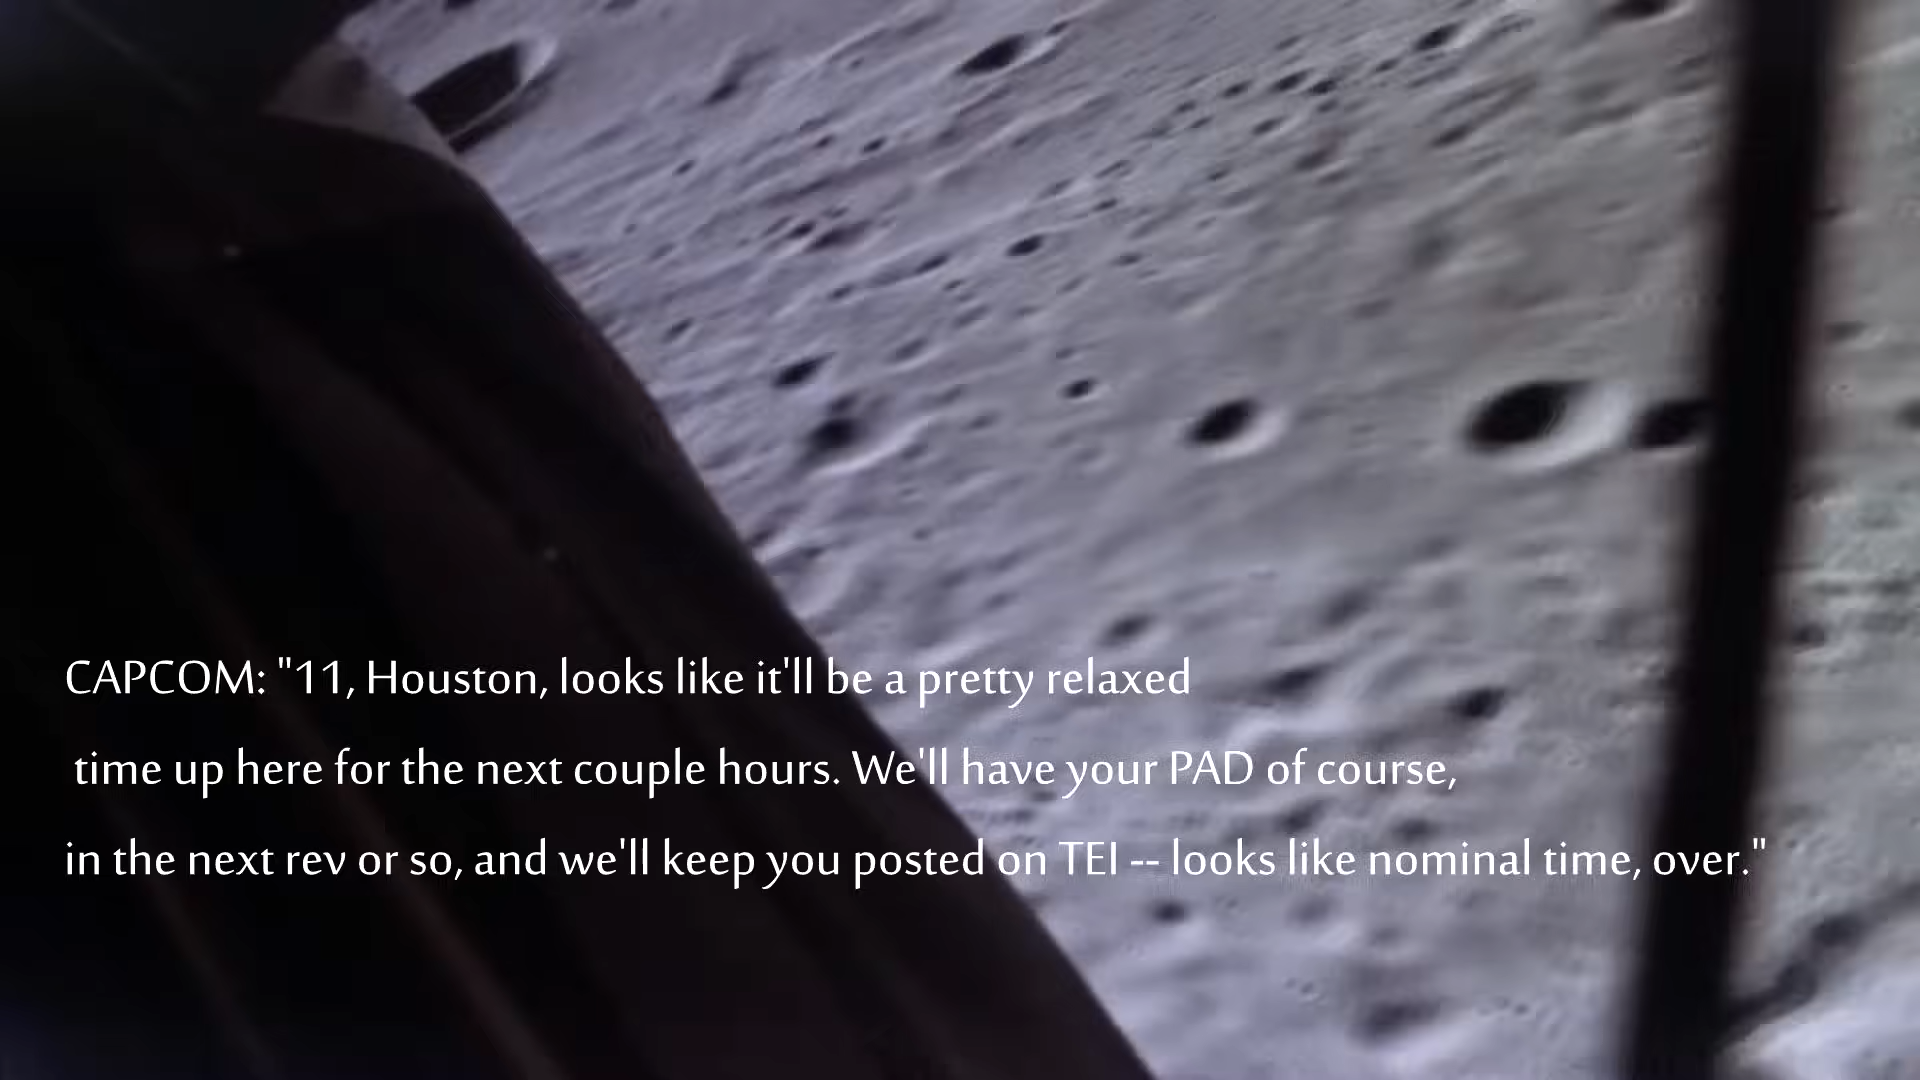 CAPCOM: "11, Houston, looks like it'll be a pretty relaxed
time up here for the next couple hours. We'll have your PAD of course,
in the next rev or so, and we'll keep you posted on TEI -- looks like nominal time, over."